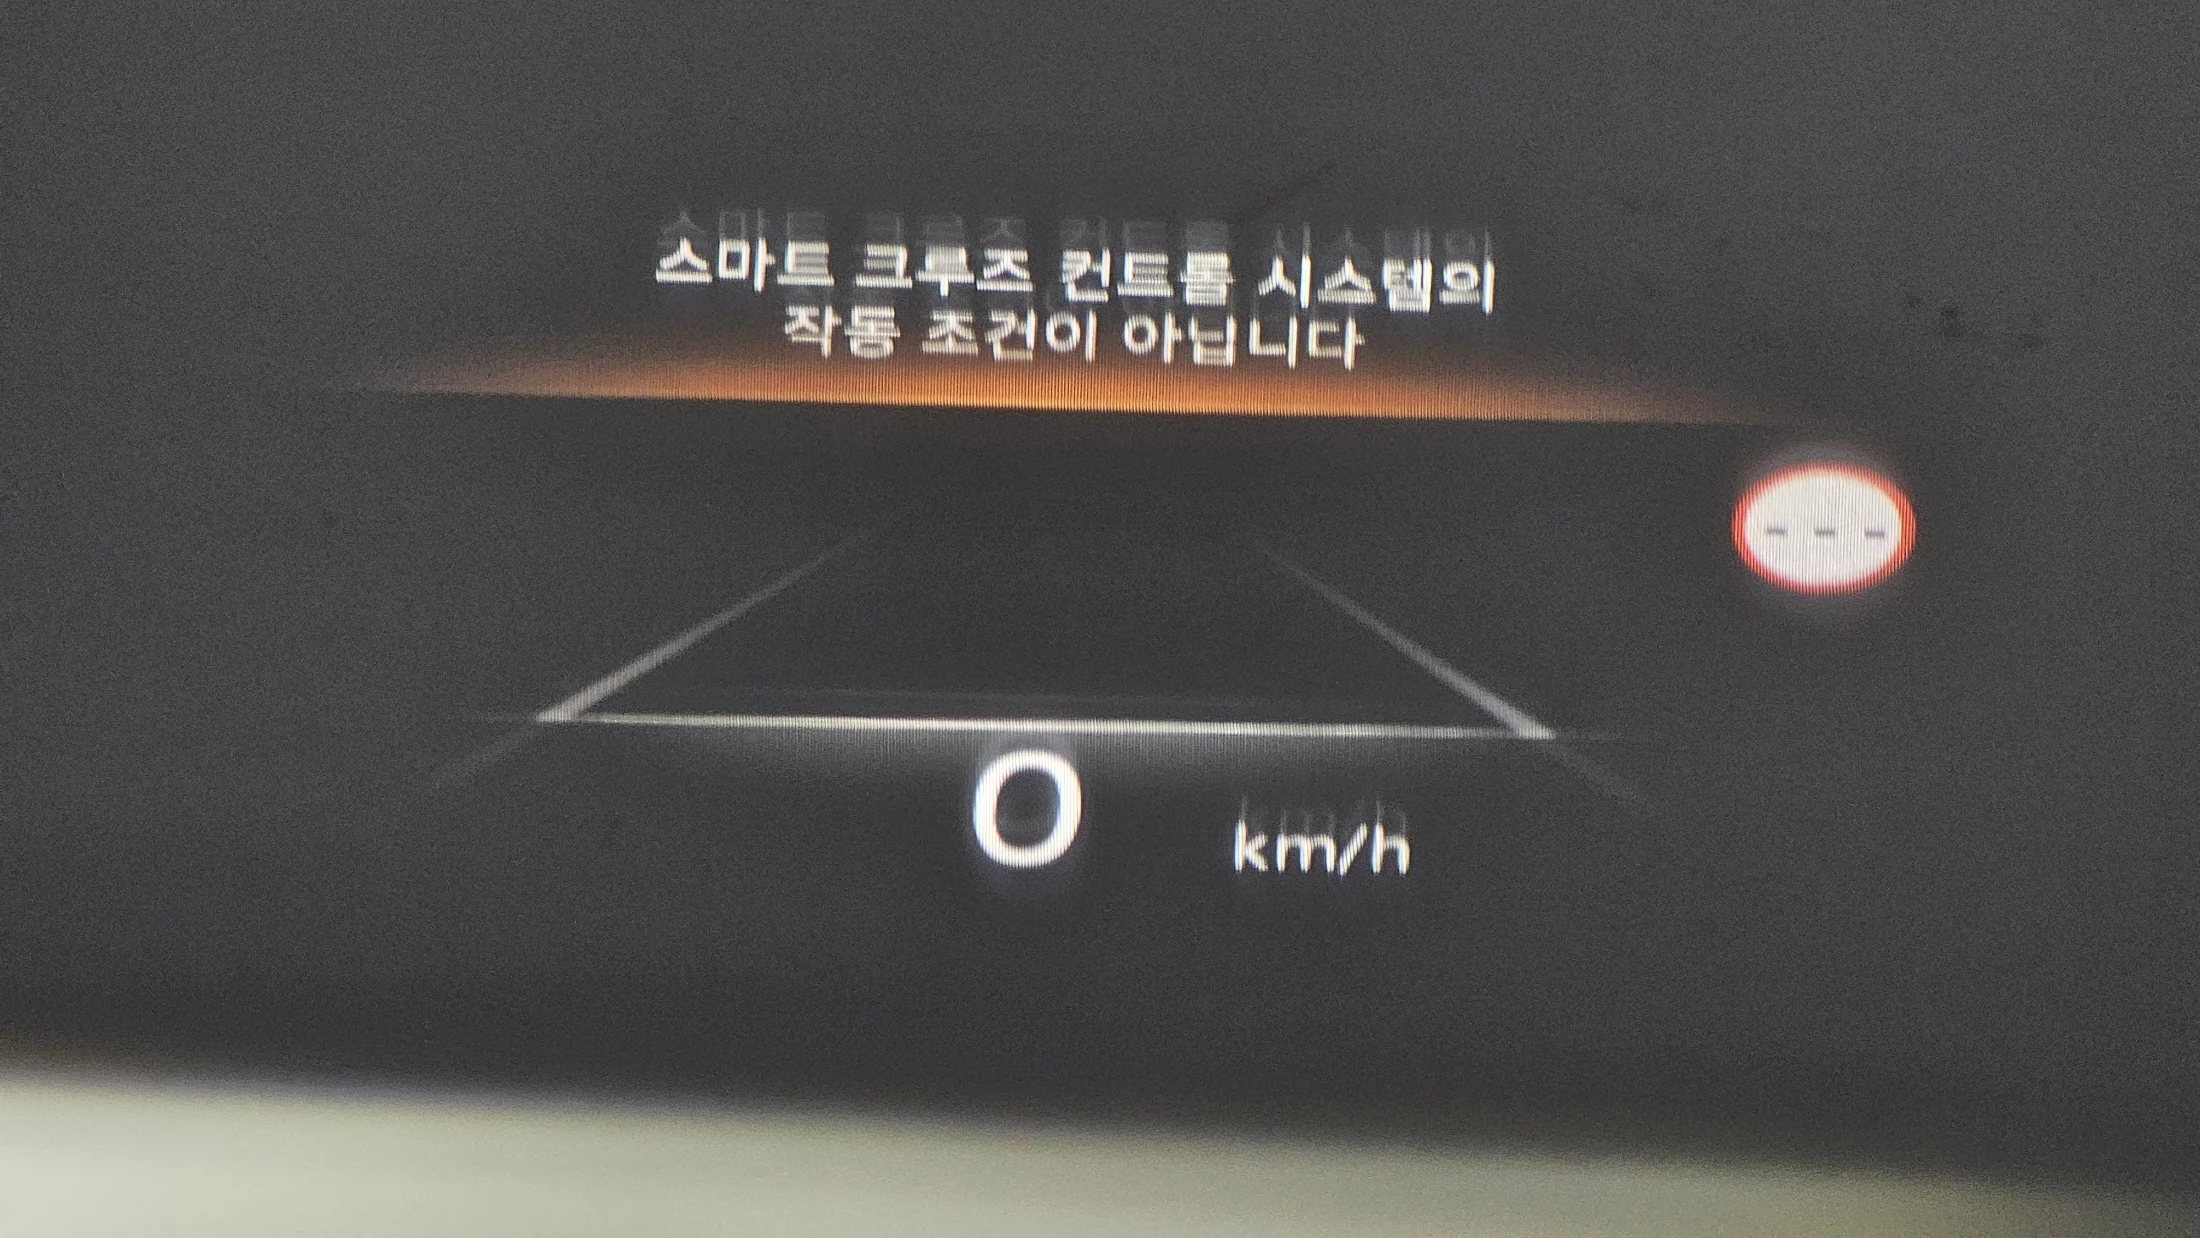 스마트 크루즈 컨트롤 시스템의
작동 조건이 아닙니다
- - -
0 km/h